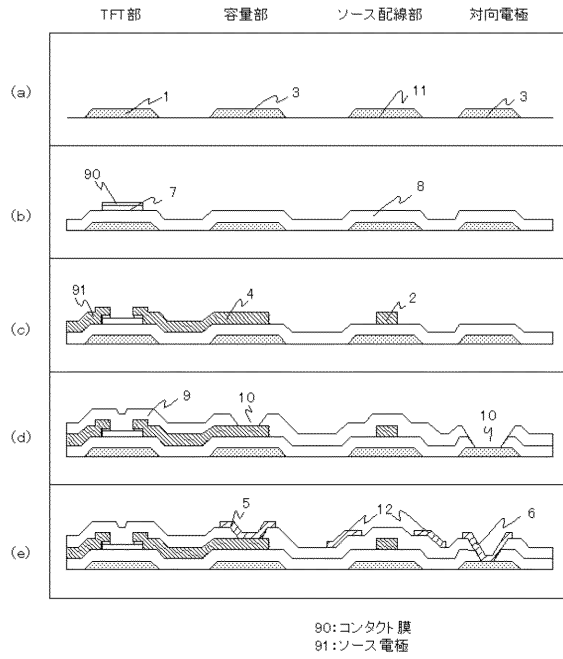 TFT部 容量部 ソース配線部 対向電極
(a) 1 3 11 3
(b) 90 7 8
(c) 91 4 2
(d) 9 10 10
(e) 5 12 6
90:コンタクト膜
91:ソース電極